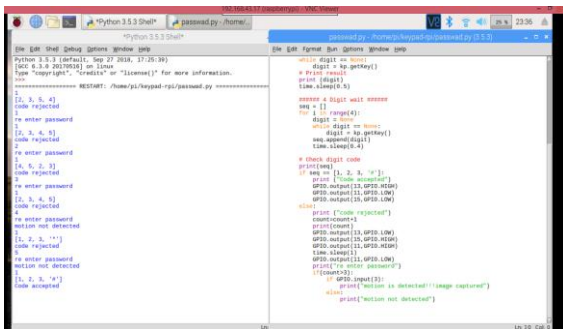 192.168.43.17 (raspberrypi) - VNC Viewer
*Python 3.5.3 Shell*
passwad.py - /home/...
23:36
*Python 3.5.3 Shell*
File Edit Shell Debug Options Window Help
Python 3.5.3 (default, Sep 27 2018, 17:25:39)
[GCC 6.3.0 20170516] on linux
Type "copyright", "credits" or "license()" for more information.
>>>
RESTART: /home/pi/keypad-rpi/passwad.py
1
[2, 3, 5, 4]
code rejected
1
re enter password
1
[2, 3, 4, 5]
code rejected
2
re enter password
1
[4, 5, 2, 3]
code rejected
3
re enter password
1
[2, 3, 4, 5]
code rejected
4
re enter password
motion not detected
1
[1, 2, 3, '*']
code rejected
5
re enter password
motion not detected
1
[1, 2, 3, '#']
Code accepted
passwad.py - /home/pi/keypad-rpi/passwad.py (3.5.3)
File Edit Format Run Options Window Help
while digit == None:
digit = kp.getKey()
# Print result
print (digit)
time.sleep(0.5)
###### 4 Digit wait ######
seq = []
for i in range(4):
digit = None
while digit == None:
digit = kp.getKey()
seq.append(digit)
time.sleep(0.4)
# Check digit code
print(seq)
if seq == [1, 2, 3, '#']:
print ("Code accepted")
GPIO.output(13,GPIO.HIGH)
GPIO.output(11,GPIO.LOW)
GPIO.output(15,GPIO.LOW)
else:
print ("code rejected")
count=count+1
print(count)
GPIO.output(13,GPIO.LOW)
GPIO.output(15,GPIO.HIGH)
GPIO.output(11,GPIO.HIGH)
time.sleep(1)
GPIO.output(11,GPIO.LOW)
print("re enter password")
if(count>3):
if GPIO.input(3):
print("motion is detected!!!image captured")
else:
print("motion not detected")